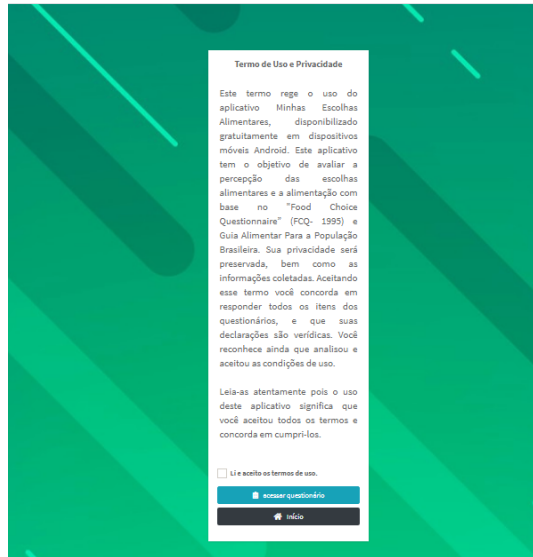 Termo de Uso e Privacidade
Este termo rege o uso do
aplicativo Minhas Escolhas
Alimentares, disponibilizado
gratuitamente em dispositivos
móveis Android. Este aplicativo
tem o objetivo de avaliar a
percepção das escolhas
alimentares e a alimentação com
base no "Food Choice
Questionnaire" (FCQ- 1995) e
Guia Alimentar Para a População
Brasileira. Sua privacidade será
preservada, bem como as
informações coletadas. Aceitando
esse termo você concorda em
responder todos os itens dos
questionários, e que suas
declarações são verídicas. Você
reconhece ainda que analisou e
aceitou as condições de uso.
Leia-as atentamente pois o uso
deste aplicativo significa que
você aceitou todos os termos e
concorda em cumpri-los.
Li e aceito os termos de uso.
acessar questionário
Início